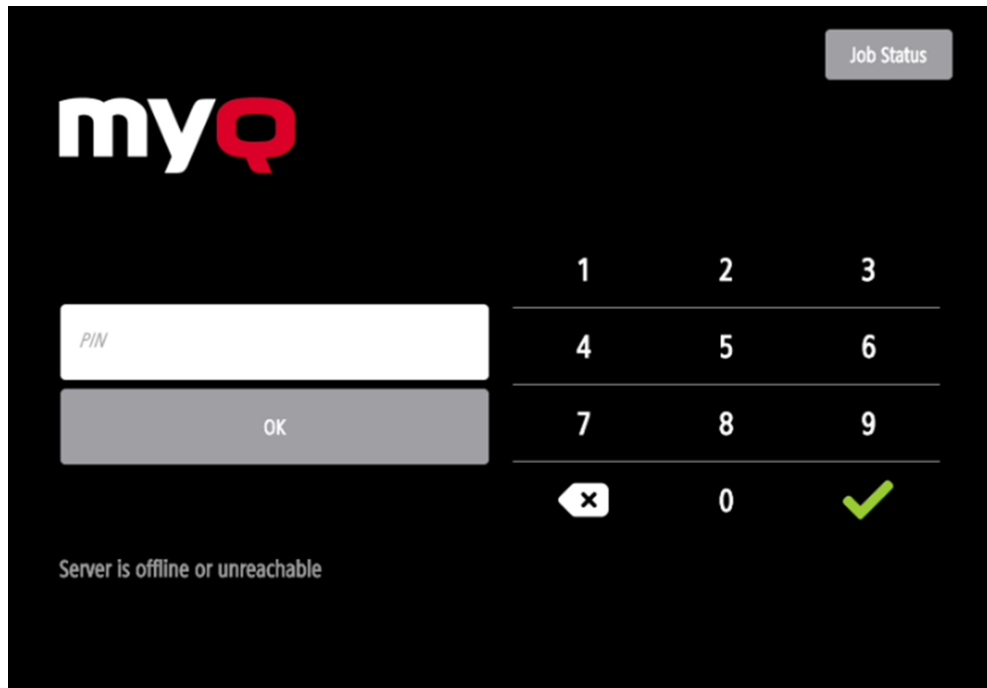 Job Status
myQ
1 2 3
PIN
4 5 6
OK
7 8 9
0
Server is offline or unreachable